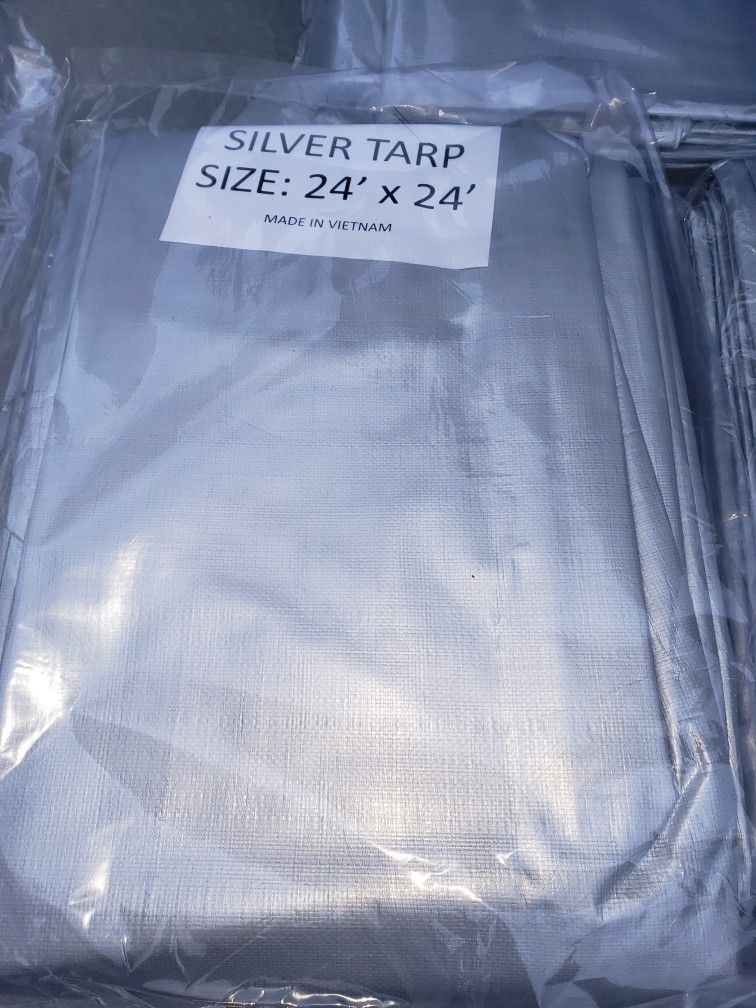 SILVER TARP
SIZE: 24’ x 24’
MADE IN VIETNAM